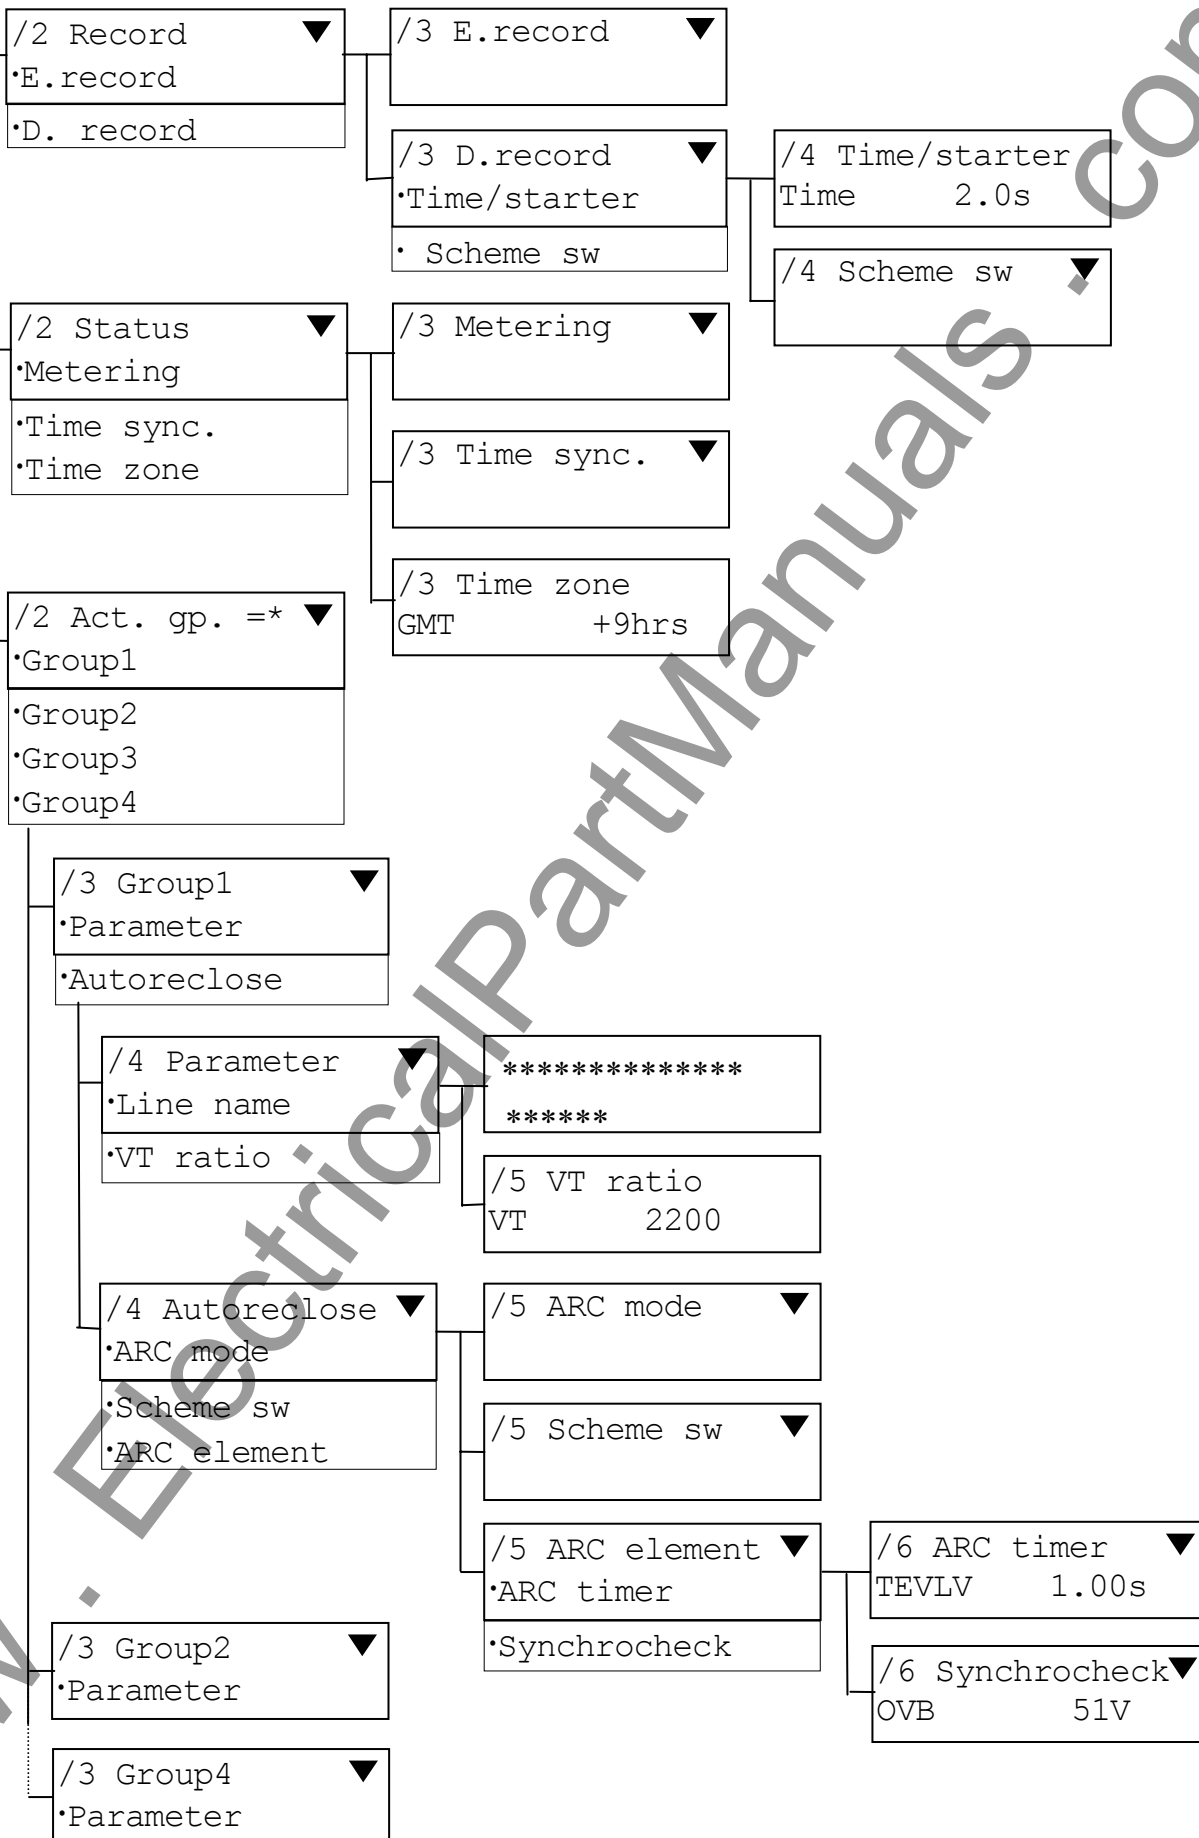 /2 Record ▼
·E.record
·D. record
/3 E.record ▼
/3 D.record ▼
·Time/starter
· Scheme sw
/4 Time/starter
Time 2.0s
/4 Scheme sw ▼
/2 Status ▼
·Metering
·Time sync.
·Time zone
/3 Metering ▼
/3 Time sync. ▼
/3 Time zone
GMT +9hrs
/2 Act. gp. =* ▼
·Group1
·Group2
·Group3
·Group4
/3 Group1 ▼
·Parameter
·Autoreclose
/4 Parameter ▼
·Line name
·VT ratio
**************
******
/5 VT ratio
VT 2200
/4 Autoreclose ▼
·ARC mode
·Scheme sw
·ARC element
/5 ARC mode ▼
/5 Scheme sw ▼
/5 ARC element ▼
·ARC timer
·Synchrocheck
/6 ARC timer ▼
TEVLV 1.00s
/6 Synchrocheck▼
OVB 51V
/3 Group2 ▼
·Parameter
/3 Group4 ▼
·Parameter
w . ElectricalPartManuals . com